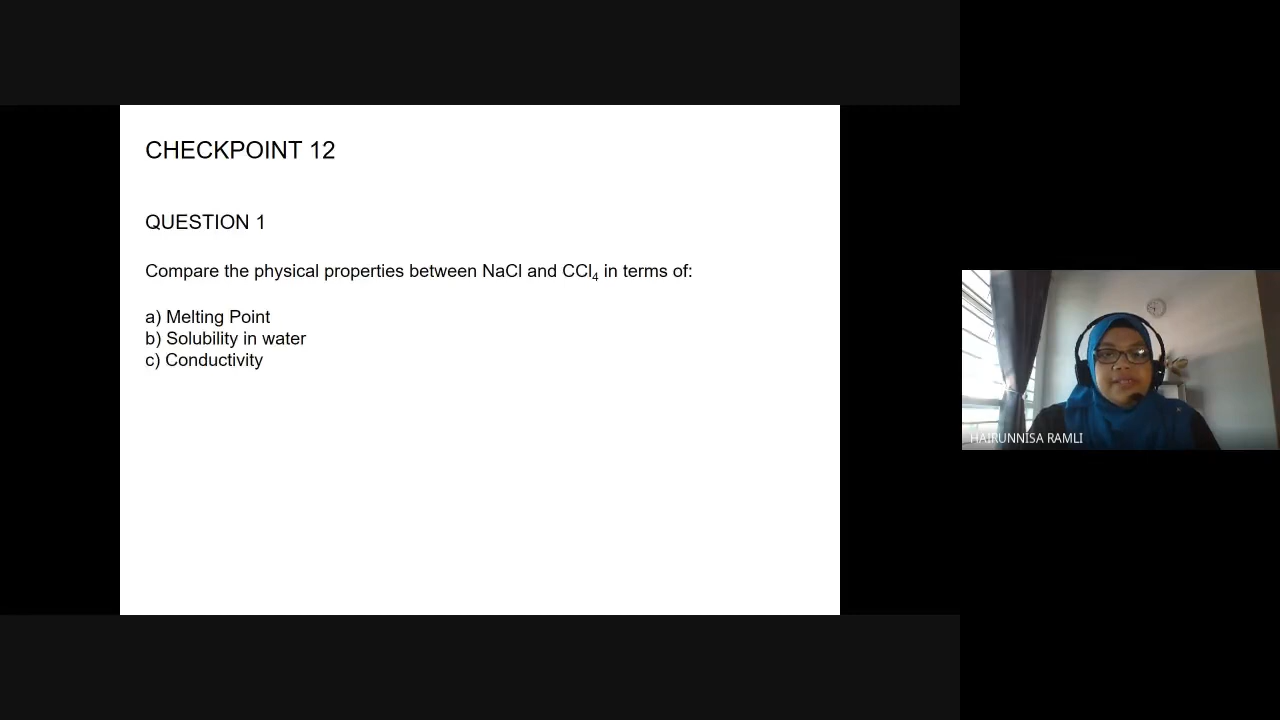 CHECKPOINT 12
QUESTION 1
Compare the physical properties between NaCl and CCl₄ in terms of:
a) Melting Point
b) Solubility in water
c) Conductivity
HAIRUNNISA RAMLI